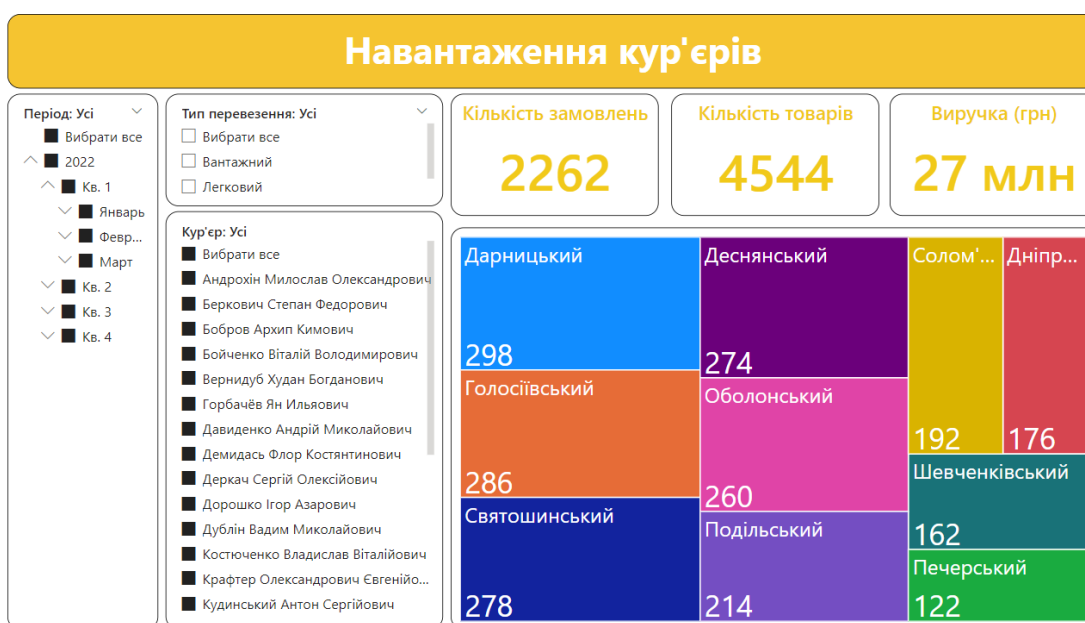 Навантаження кур'єрів
Період: Усі
Вибрати все
2022
Кв. 1
Январь
Февр...
Март
Кв. 2
Кв. 3
Кв. 4
Тип перевезення: Усі
Вибрати все
Вантажний
Легковий
Кур'єр: Усі
Вибрати все
Андрохін Милослав Олександрович
Беркович Степан Федорович
Бобров Архип Кимович
Бойченко Віталій Володимирович
Вернидуб Худан Богданович
Горбачёв Ян Ильяович
Давиденко Андрій Миколайович
Демидась Флор Костянтинович
Деркач Сергій Олексійович
Дорошко Ігор Азарович
Дублін Вадим Миколайович
Костюченко Владислав Віталійович
Крафтер Олександрович Євгенійо...
Кудинський Антон Сергійович
Кількість замовлень
2262
Кількість товарів
4544
Виручка (грн)
27 млн
Дарницький
298
Голосіївський
286
Святошинський
278
Деснянський
274
Оболонський
260
Подільський
214
Солом'...
192
Дніпр...
176
Шевченківський
162
Печерський
122